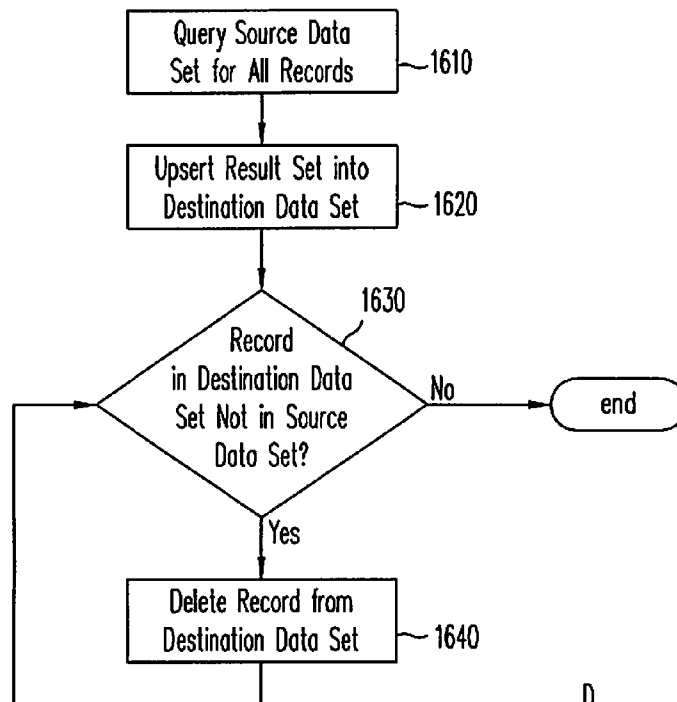 Query Source Data
Set for All Records
1610
Upsert Result Set into
Destination Data Set
1620
1630
Record
in Destination Data
Set Not in Source
Data Set?
No
end
Yes
Delete Record from
Destination Data Set
1640